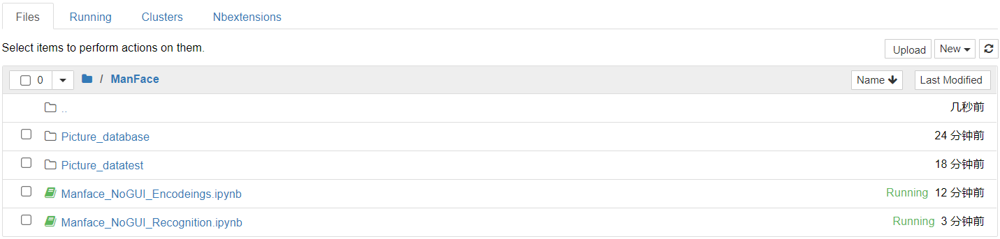 Files Running Clusters Nbextensions
Select items to perform actions on them.
Upload New
0 / ManFace Name Last Modified
.. 几秒前
Picture_database 24 分钟前
Picture_datatest 18 分钟前
Manface_NoGUI_Encodeings.ipynb Running 12 分钟前
Manface_NoGUI_Recognition.ipynb Running 3 分钟前